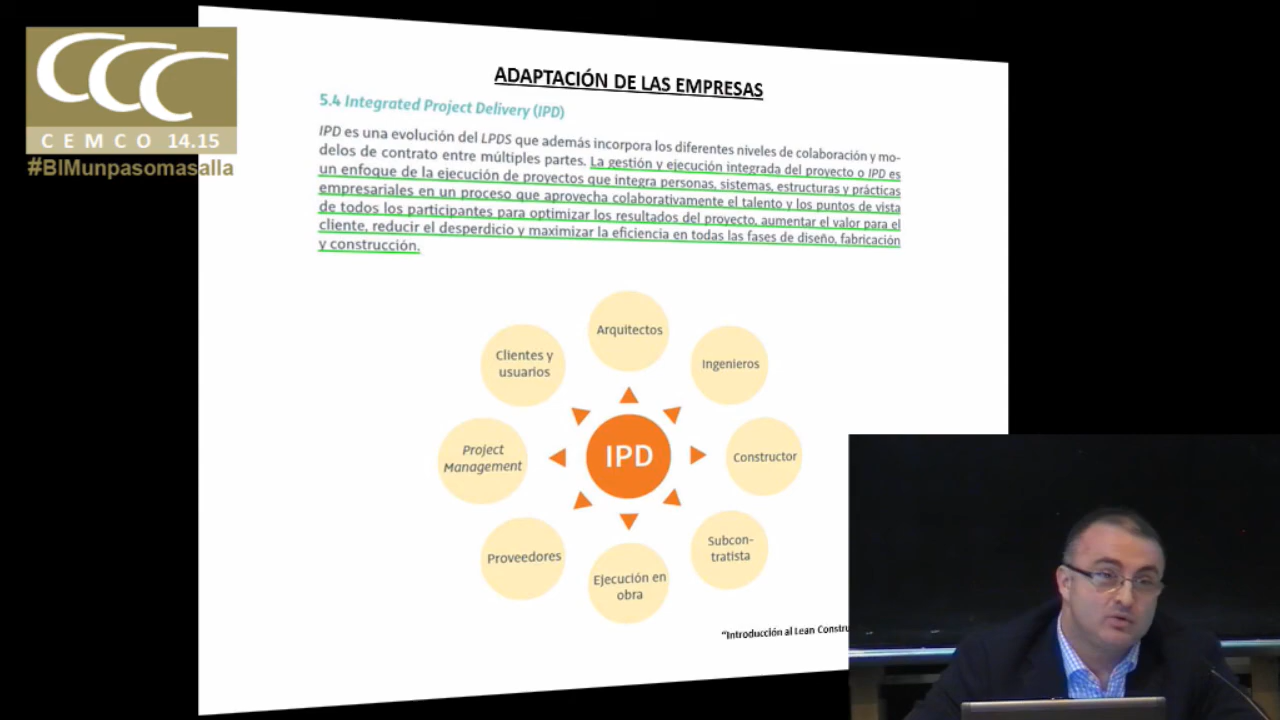 CCC
CEMCO 14.15
#BIMunpasomasalla
ADAPTACIÓN DE LAS EMPRESAS
5.4 Integrated Project Delivery (IPD)
IPD es una evolución del LPDS que además incorpora los diferentes niveles de colaboración y mo-
delos de contrato entre múltiples partes. La gestión y ejecución integrada del proyecto o IPD es
un enfoque de la ejecución de proyectos que integra personas, sistemas, estructuras y prácticas
empresariales en un proceso que aprovecha colaborativamente el talento y los puntos de vista
de todos los participantes para optimizar los resultados del proyecto, aumentar el valor para el
cliente, reducir el desperdicio y maximizar la eficiencia en todas las fases de diseño, fabricación
y construcción.
Arquitectos
Clientes y
usuarios
Ingenieros
Project
Management
IPD
Constructor
Proveedores
Subcon-
tratista
Ejecución en
obra
"Introducción al Lean Constru